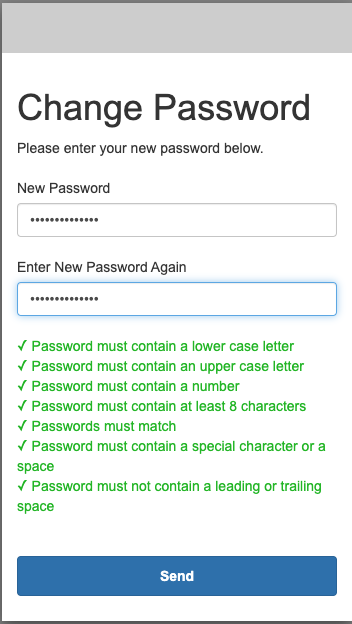 Change Password
Please enter your new password below.
New Password
••••••••••••••
Enter New Password Again
••••••••••••••
✓ Password must contain a lower case letter
✓ Password must contain an upper case letter
✓ Password must contain a number
✓ Password must contain at least 8 characters
✓ Passwords must match
✓ Password must contain a special character or a
space
✓ Password must not contain a leading or trailing
space
Send